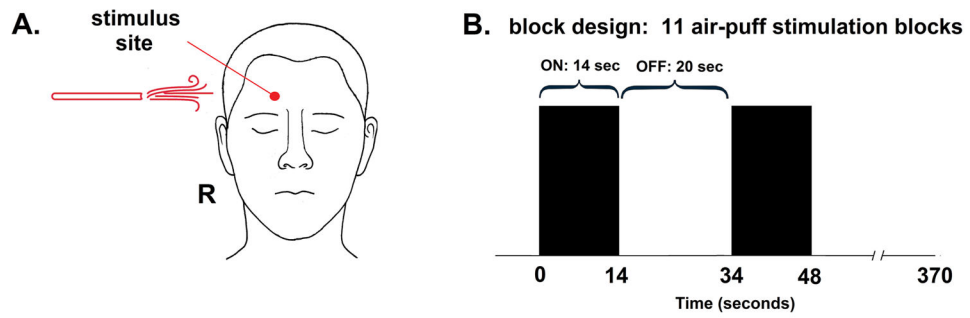 A.
stimulus
site
R
B. block design: 11 air-puff stimulation blocks
ON: 14 sec OFF: 20 sec
0 14 34 48 370
Time (seconds)